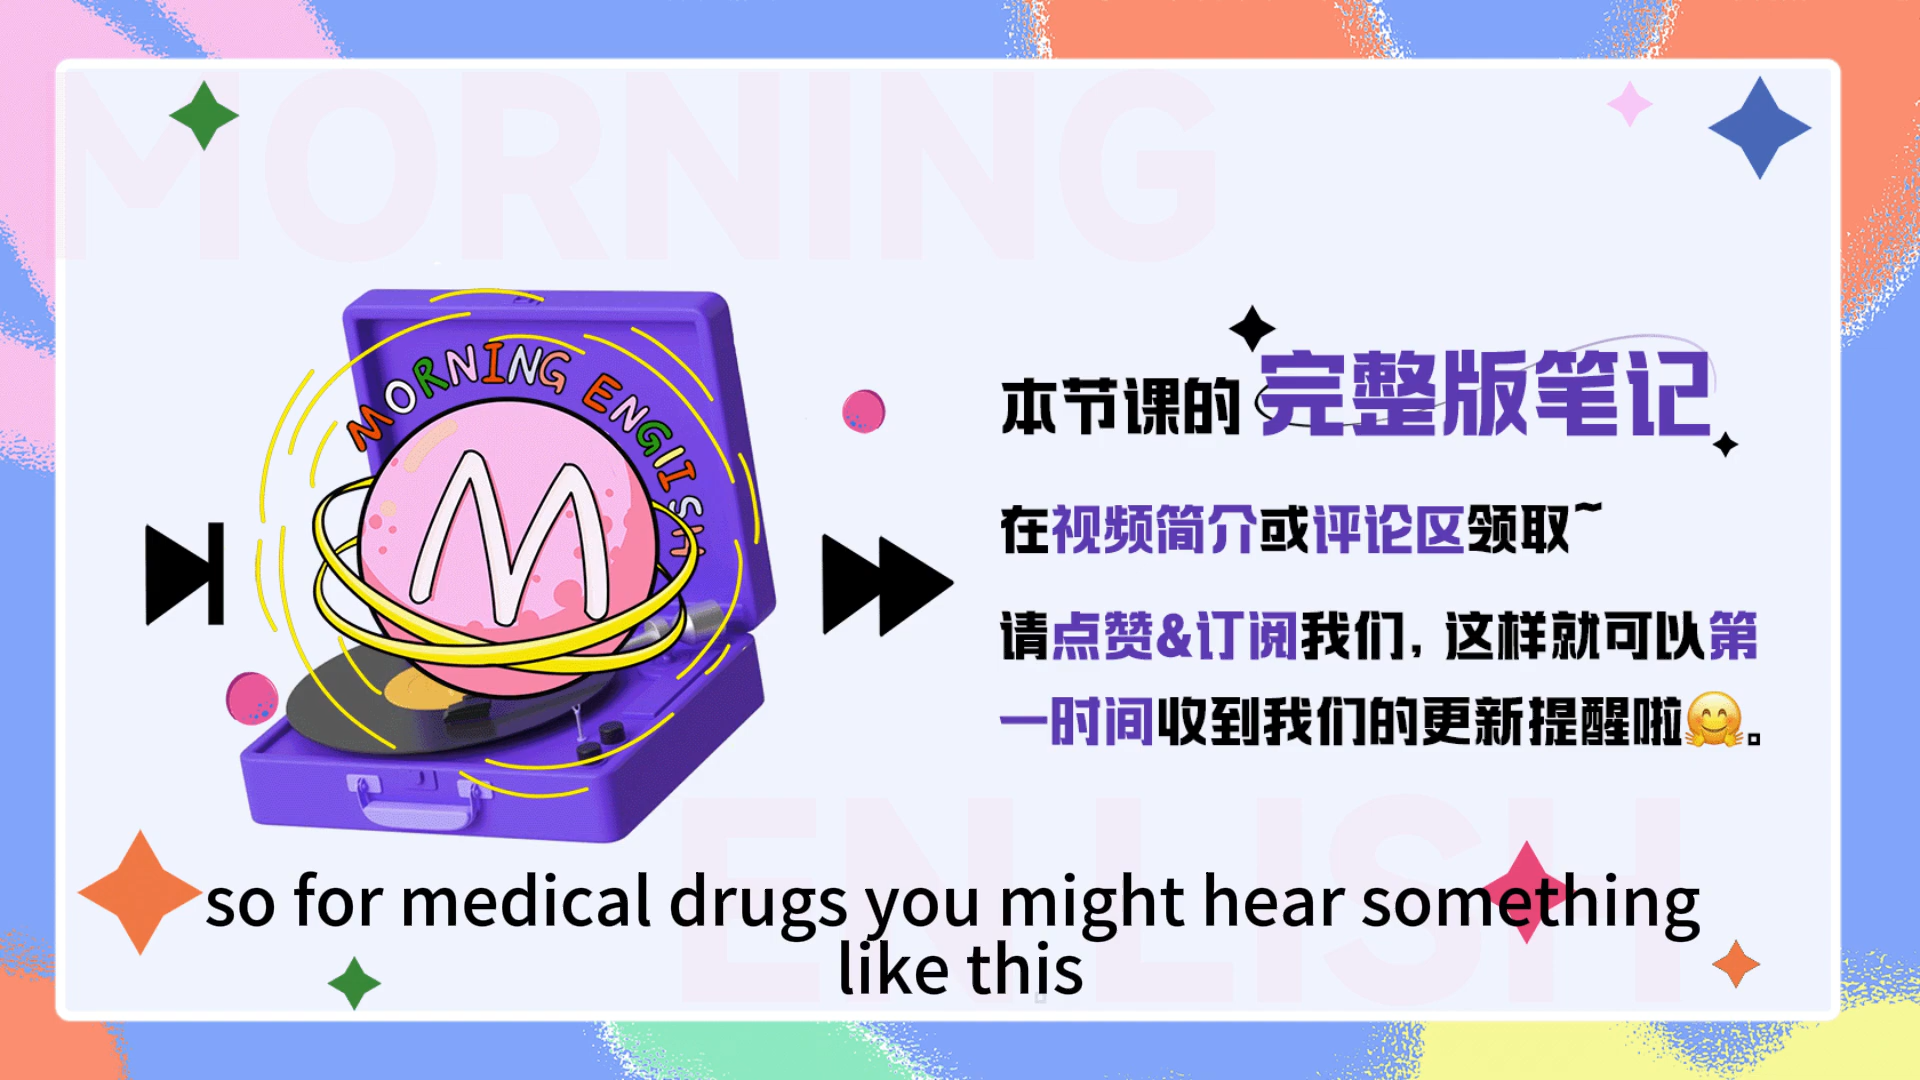 MORNING
MORNING ENGlISH
M
本节课的 完整版笔记
在视频简介或评论区领取~
请点赞&订阅我们，这样就可以第
一时间收到我们的更新提醒啦🤗。
ENLISH
so for medical drugs you might hear something
like this